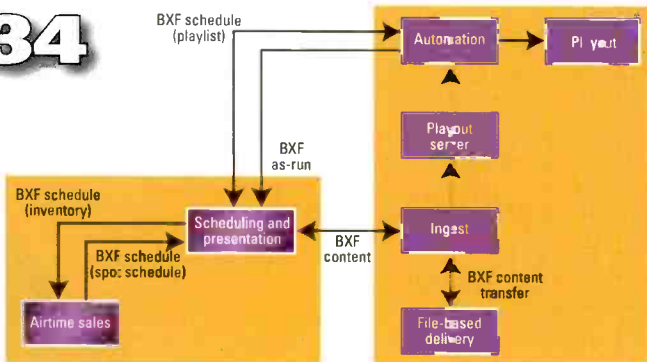 34
BXF schedule
(playlist)
Automation
Playout
Playout
server
BXF
as-run
BXF schedule
(inventory)
Scheduling and
presentation
BXF
content
Ingest
BXF schedule
(spot schedule)
BXF content
transfer
Airtime sales
File-based
delivery